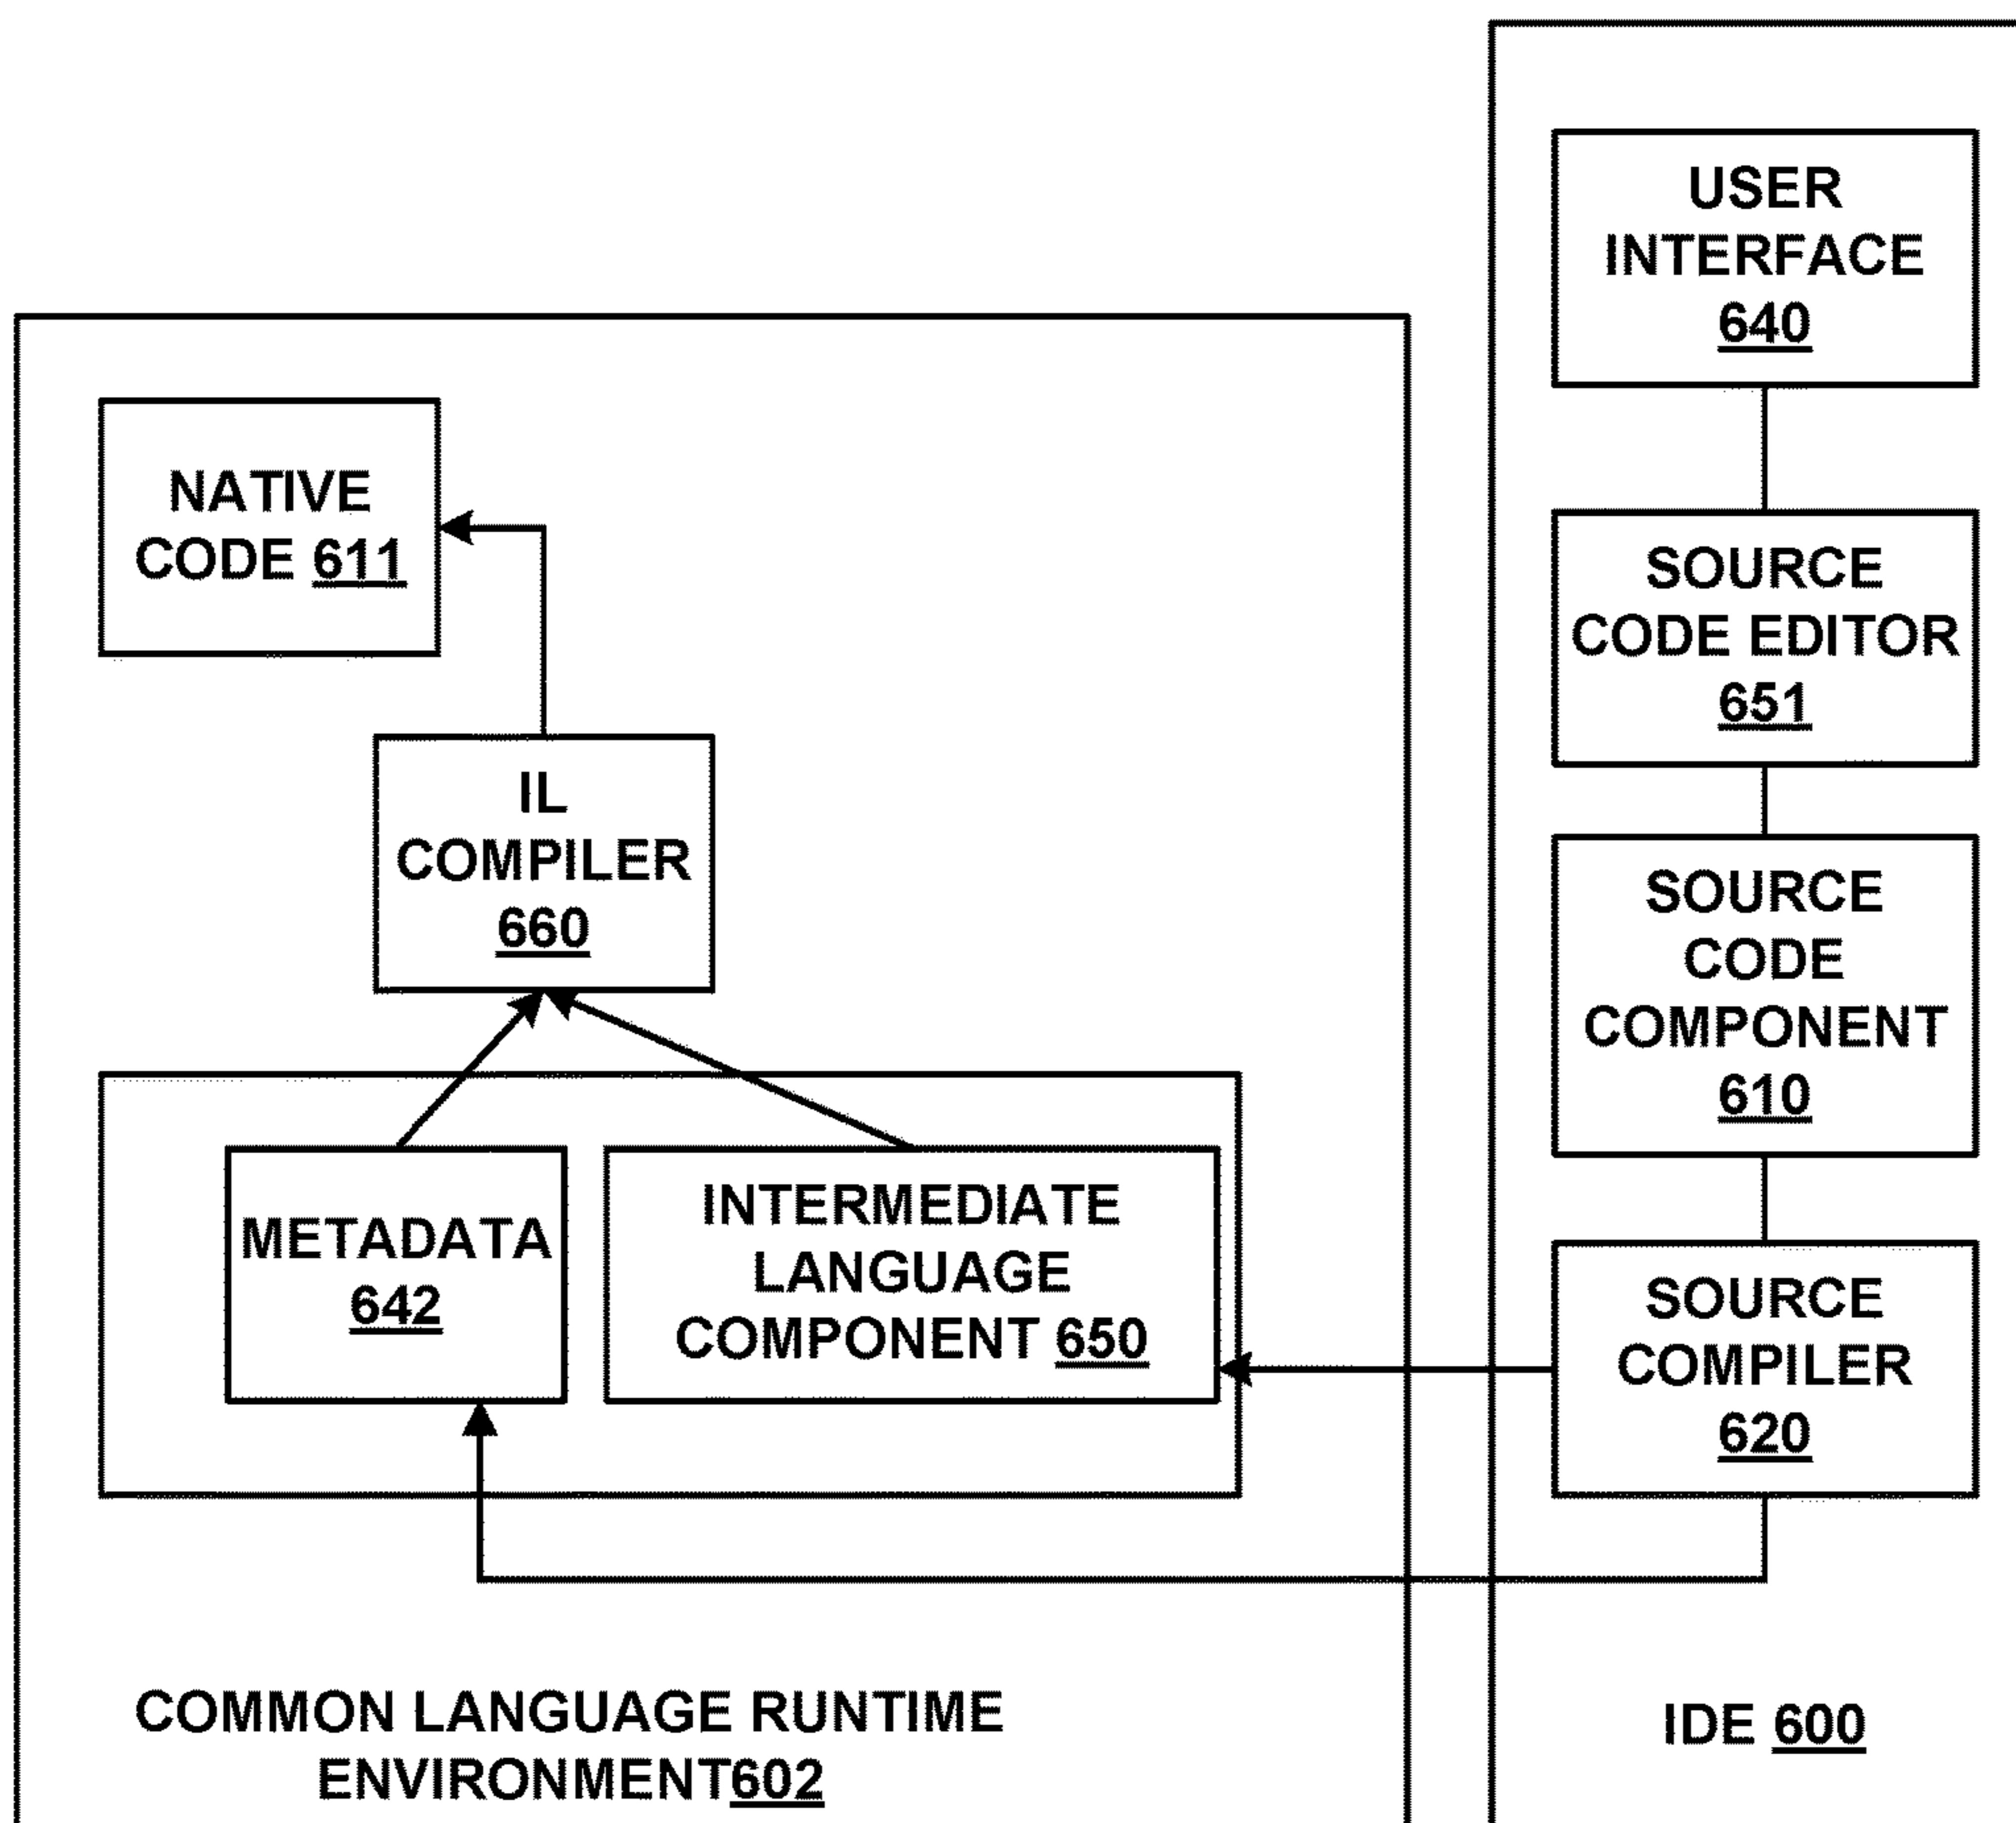 USER
INTERFACE
640
NATIVE
CODE 611
SOURCE
CODE EDITOR
651
IL
COMPILER
660
SOURCE
CODE
COMPONENT
610
METADATA
642
INTERMEDIATE
LANGUAGE
COMPONENT 650
SOURCE
COMPILER
620
COMMON LANGUAGE RUNTIME
ENVIRONMENT602
IDE 600